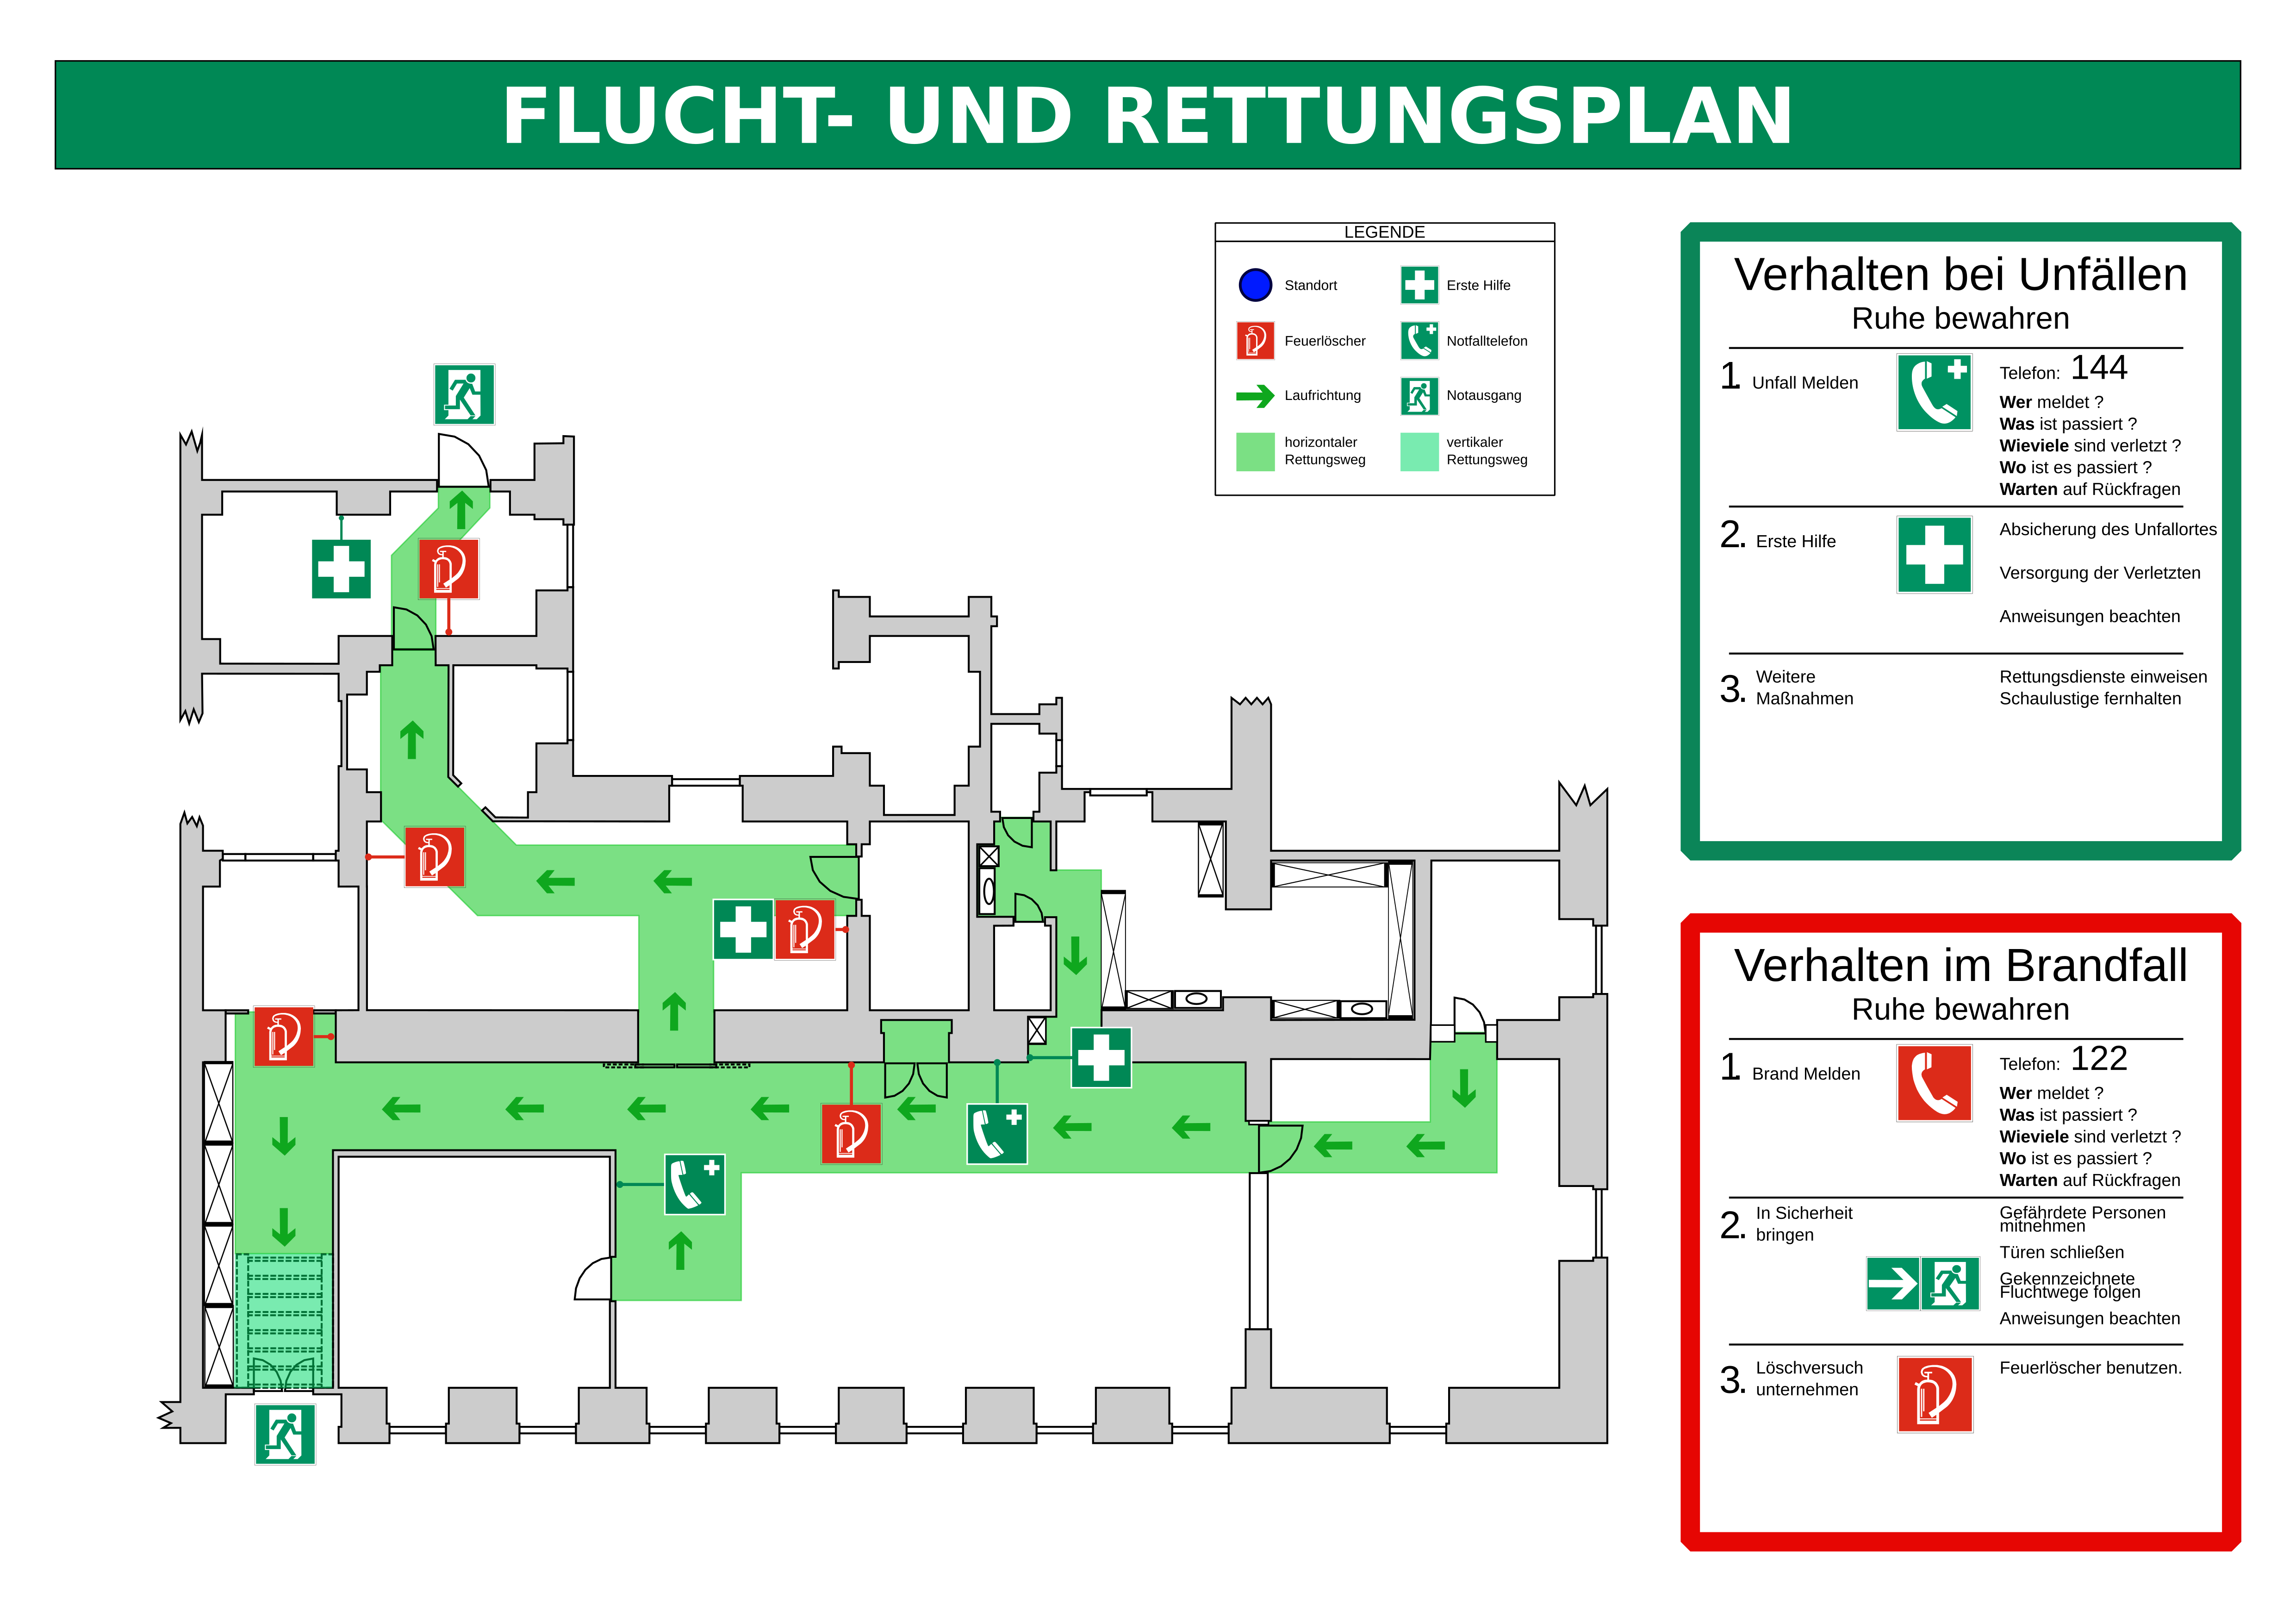 FLUCHT- UND RETTUNGSPLAN
LEGENDE
Standort
Erste Hilfe
Feuerlöscher
Notfalltelefon
Laufrichtung
Notausgang
horizontaler
Rettungsweg
vertikaler
Rettungsweg
Verhalten bei Unfällen
Ruhe bewahren
1. Unfall Melden
Telefon: 144
Wer meldet ?
Was ist passiert ?
Wieviele sind verletzt ?
Wo ist es passiert ?
Warten auf Rückfragen
2. Erste Hilfe
Absicherung des Unfallortes
Versorgung der Verletzten
Anweisungen beachten
3. Weitere
Maßnahmen
Rettungsdienste einweisen
Schaulustige fernhalten
Verhalten im Brandfall
Ruhe bewahren
1. Brand Melden
Telefon: 122
Wer meldet ?
Was ist passiert ?
Wieviele sind verletzt ?
Wo ist es passiert ?
Warten auf Rückfragen
2. In Sicherheit
bringen
Gefährdete Personen
mitnehmen
Türen schließen
Gekennzeichnete
Fluchtwege folgen
Anweisungen beachten
3. Löschversuch
unternehmen
Feuerlöscher benutzen.